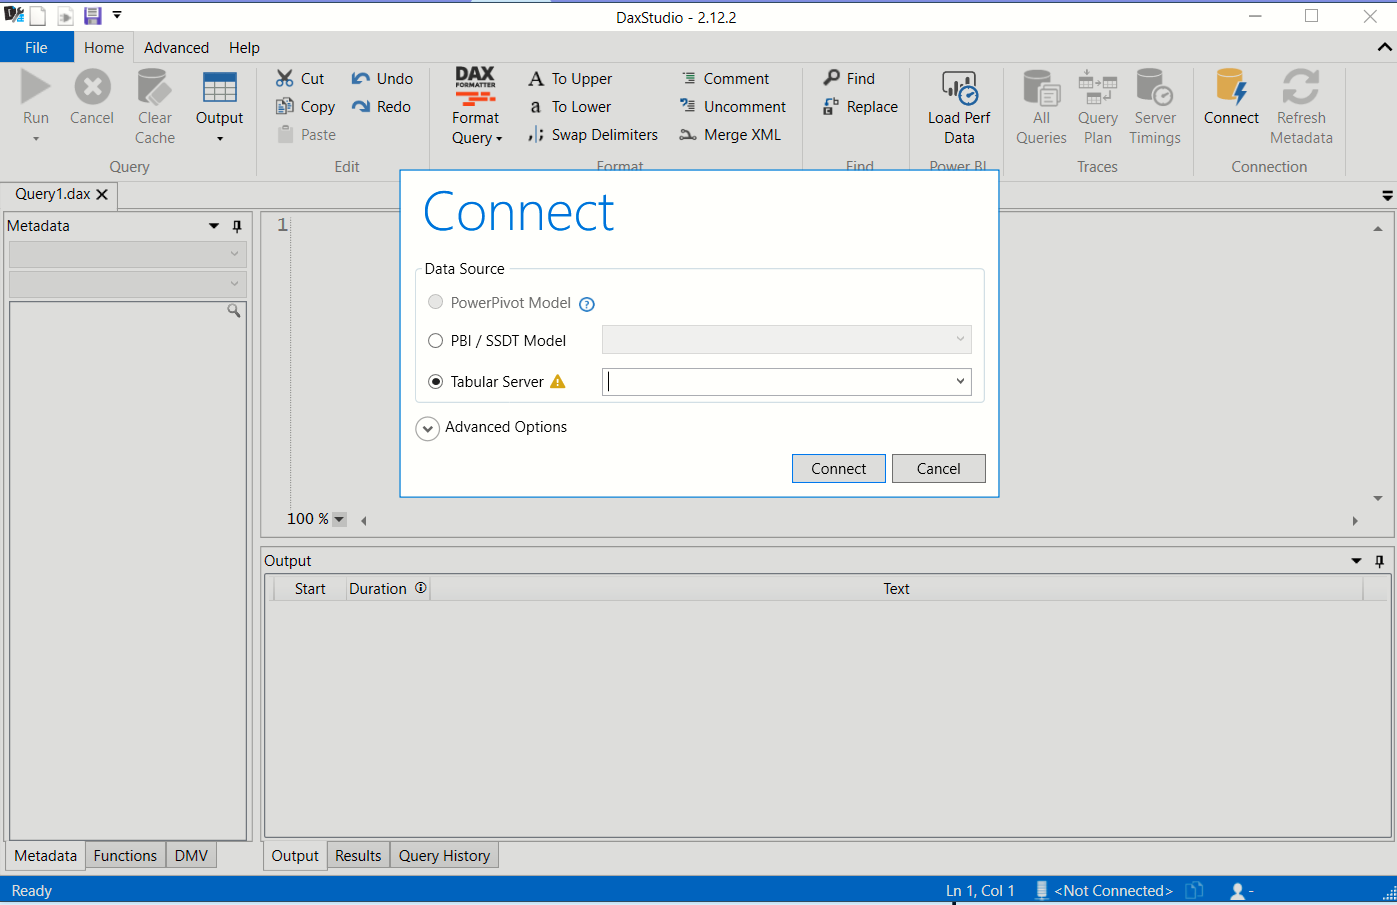 DaxStudio - 2.12.2
File Home Advanced Help
Run Cancel Clear Cache Output
Query
Cut Undo
Copy Redo
Paste
Edit
DAX
FORMATTER
Format Query
A To Upper Comment
a To Lower Uncomment
Swap Delimiters Merge XML
Format
Find
Replace
Find
Load Perf Data
Power BI
All Queries Query Plan Server Timings
Traces
Connect Refresh Metadata
Connection
Query1.dax
Metadata
1
Connect
Data Source
PowerPivot Model ?
PBI / SSDT Model
Tabular Server
Advanced Options
Connect Cancel
100 %
Output
Start Duration Text
Metadata Functions DMV
Output Results Query History
Ready Ln 1, Col 1 <Not Connected> -